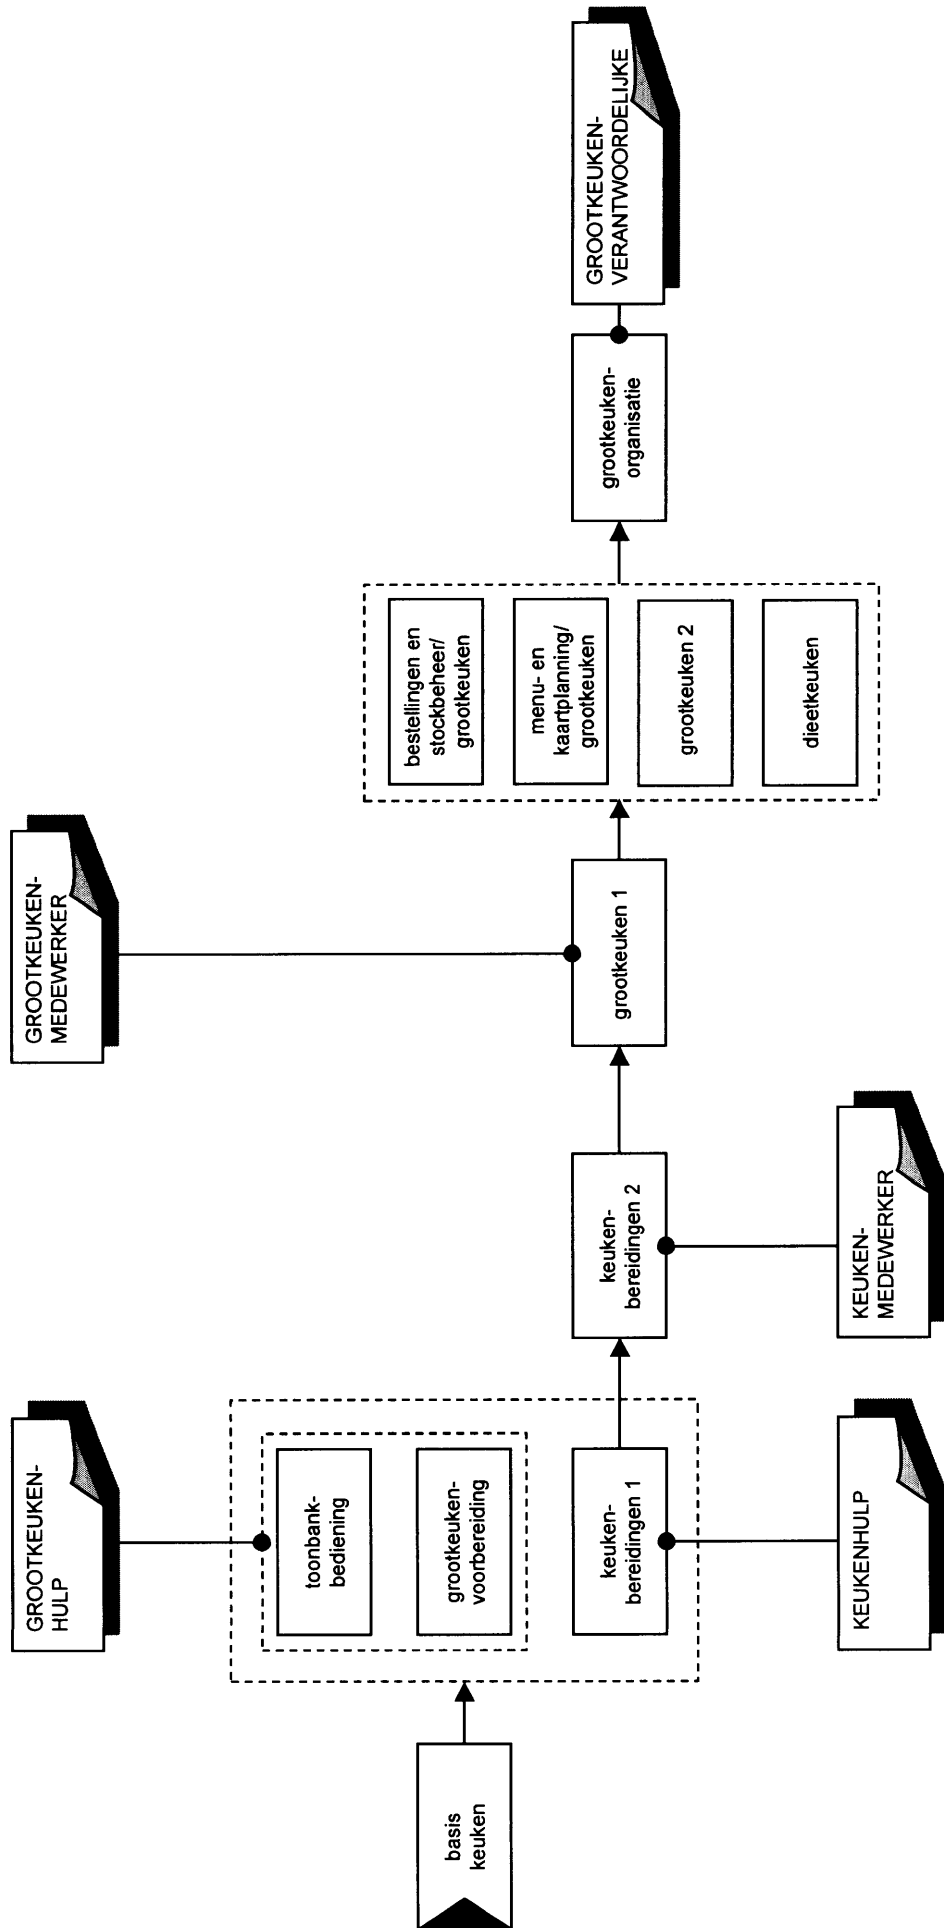 basis
keuken
GROOTKEUKEN-
HULP
toonbank-
bediening
grootkeuken-
voorbereiding
keuken-
bereidingen 1
KEUKENHULP
keuken-
bereidingen 2
KEUKEN-
MEDEWERKER
GROOTKEUKEN-
MEDEWERKER
grootkeuken 1
bestellingen en
stockbeheer/
grootkeuken
menu- en
kaartplanning/
grootkeuken
grootkeuken 2
dieetkeuken
grootkeuken-
organisatie
GROOTKEUKEN-
VERANTWOORDELIJKE